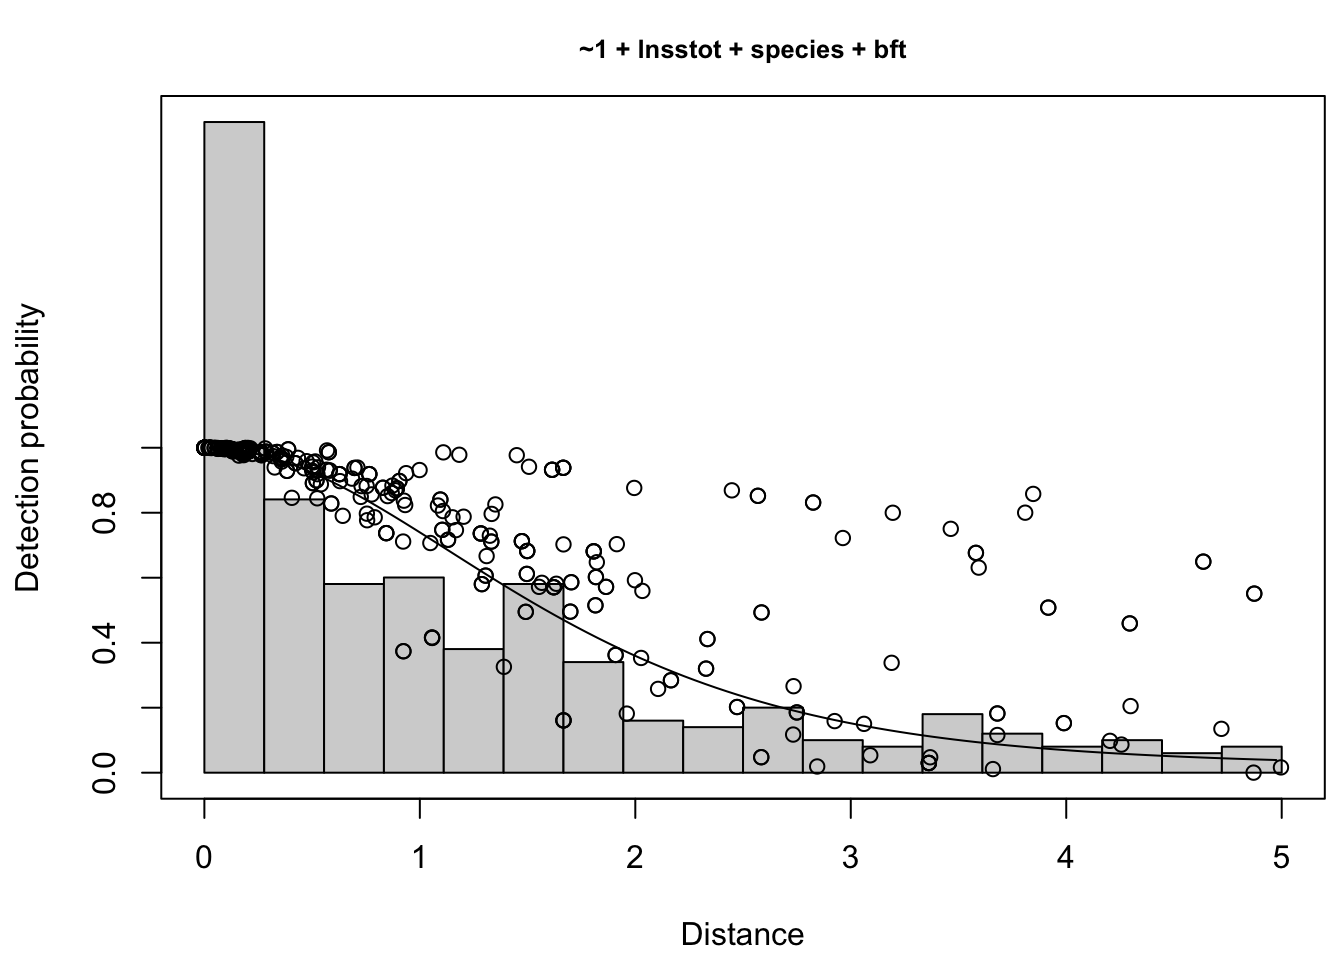 ~1 + lnsstot + species + bft
Detection probability
0.8
0.4
0.0
0 1 2 3 4 5
Distance